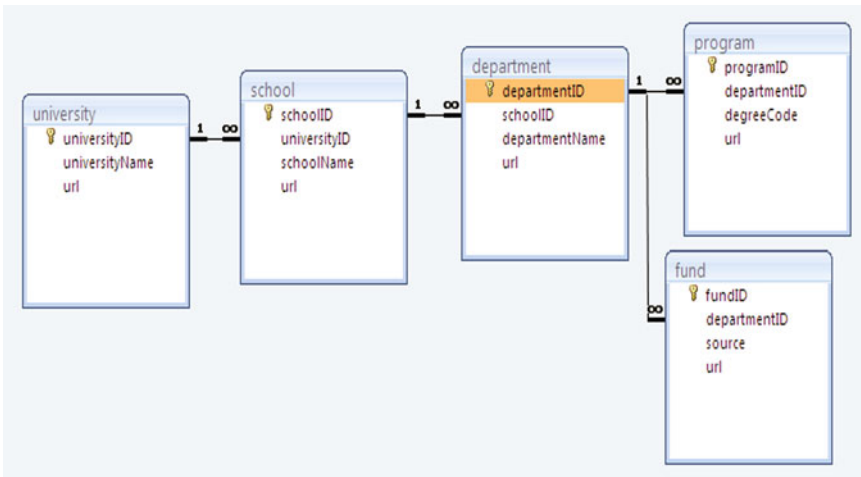 university
universityID
universityName
url
1 ∞
school
schoolID
universityID
schoolName
url
1 ∞
department
departmentID
schoolID
departmentName
url
1 ∞
∞
program
programID
departmentID
degreeCode
url
fund
fundID
departmentID
source
url